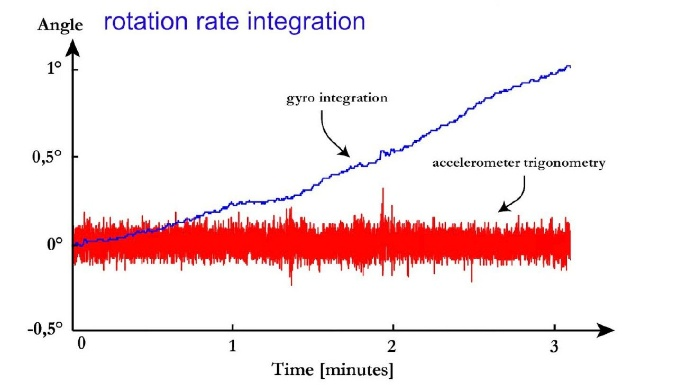 rotation rate integration
Angle
1°
gyro integration
0,5°
accelerometer trigonometry
0°
-0,5°
0 1 2 3
Time [minutes]